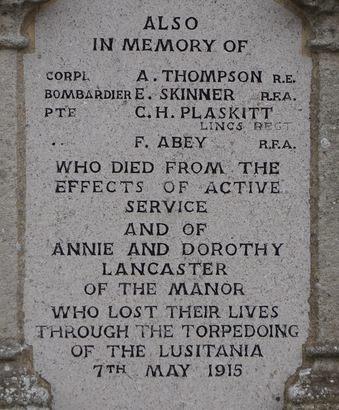 ALSO
IN MEMORY OF
CORPL A. THOMPSON R.E.
BOMBARDIER E. SKINNER R.F.A.
PTE C.H. PLASKITT
LINCS REGT
" F. ABEY R.F.A.
WHO DIED FROM THE
EFFECTS OF ACTIVE
SERVICE
AND OF
ANNIE AND DOROTHY
LANCASTER
OF THE MANOR
WHO LOST THEIR LIVES
THROUGH THE TORPEDOING
OF THE LUSITANIA
7TH MAY 1915